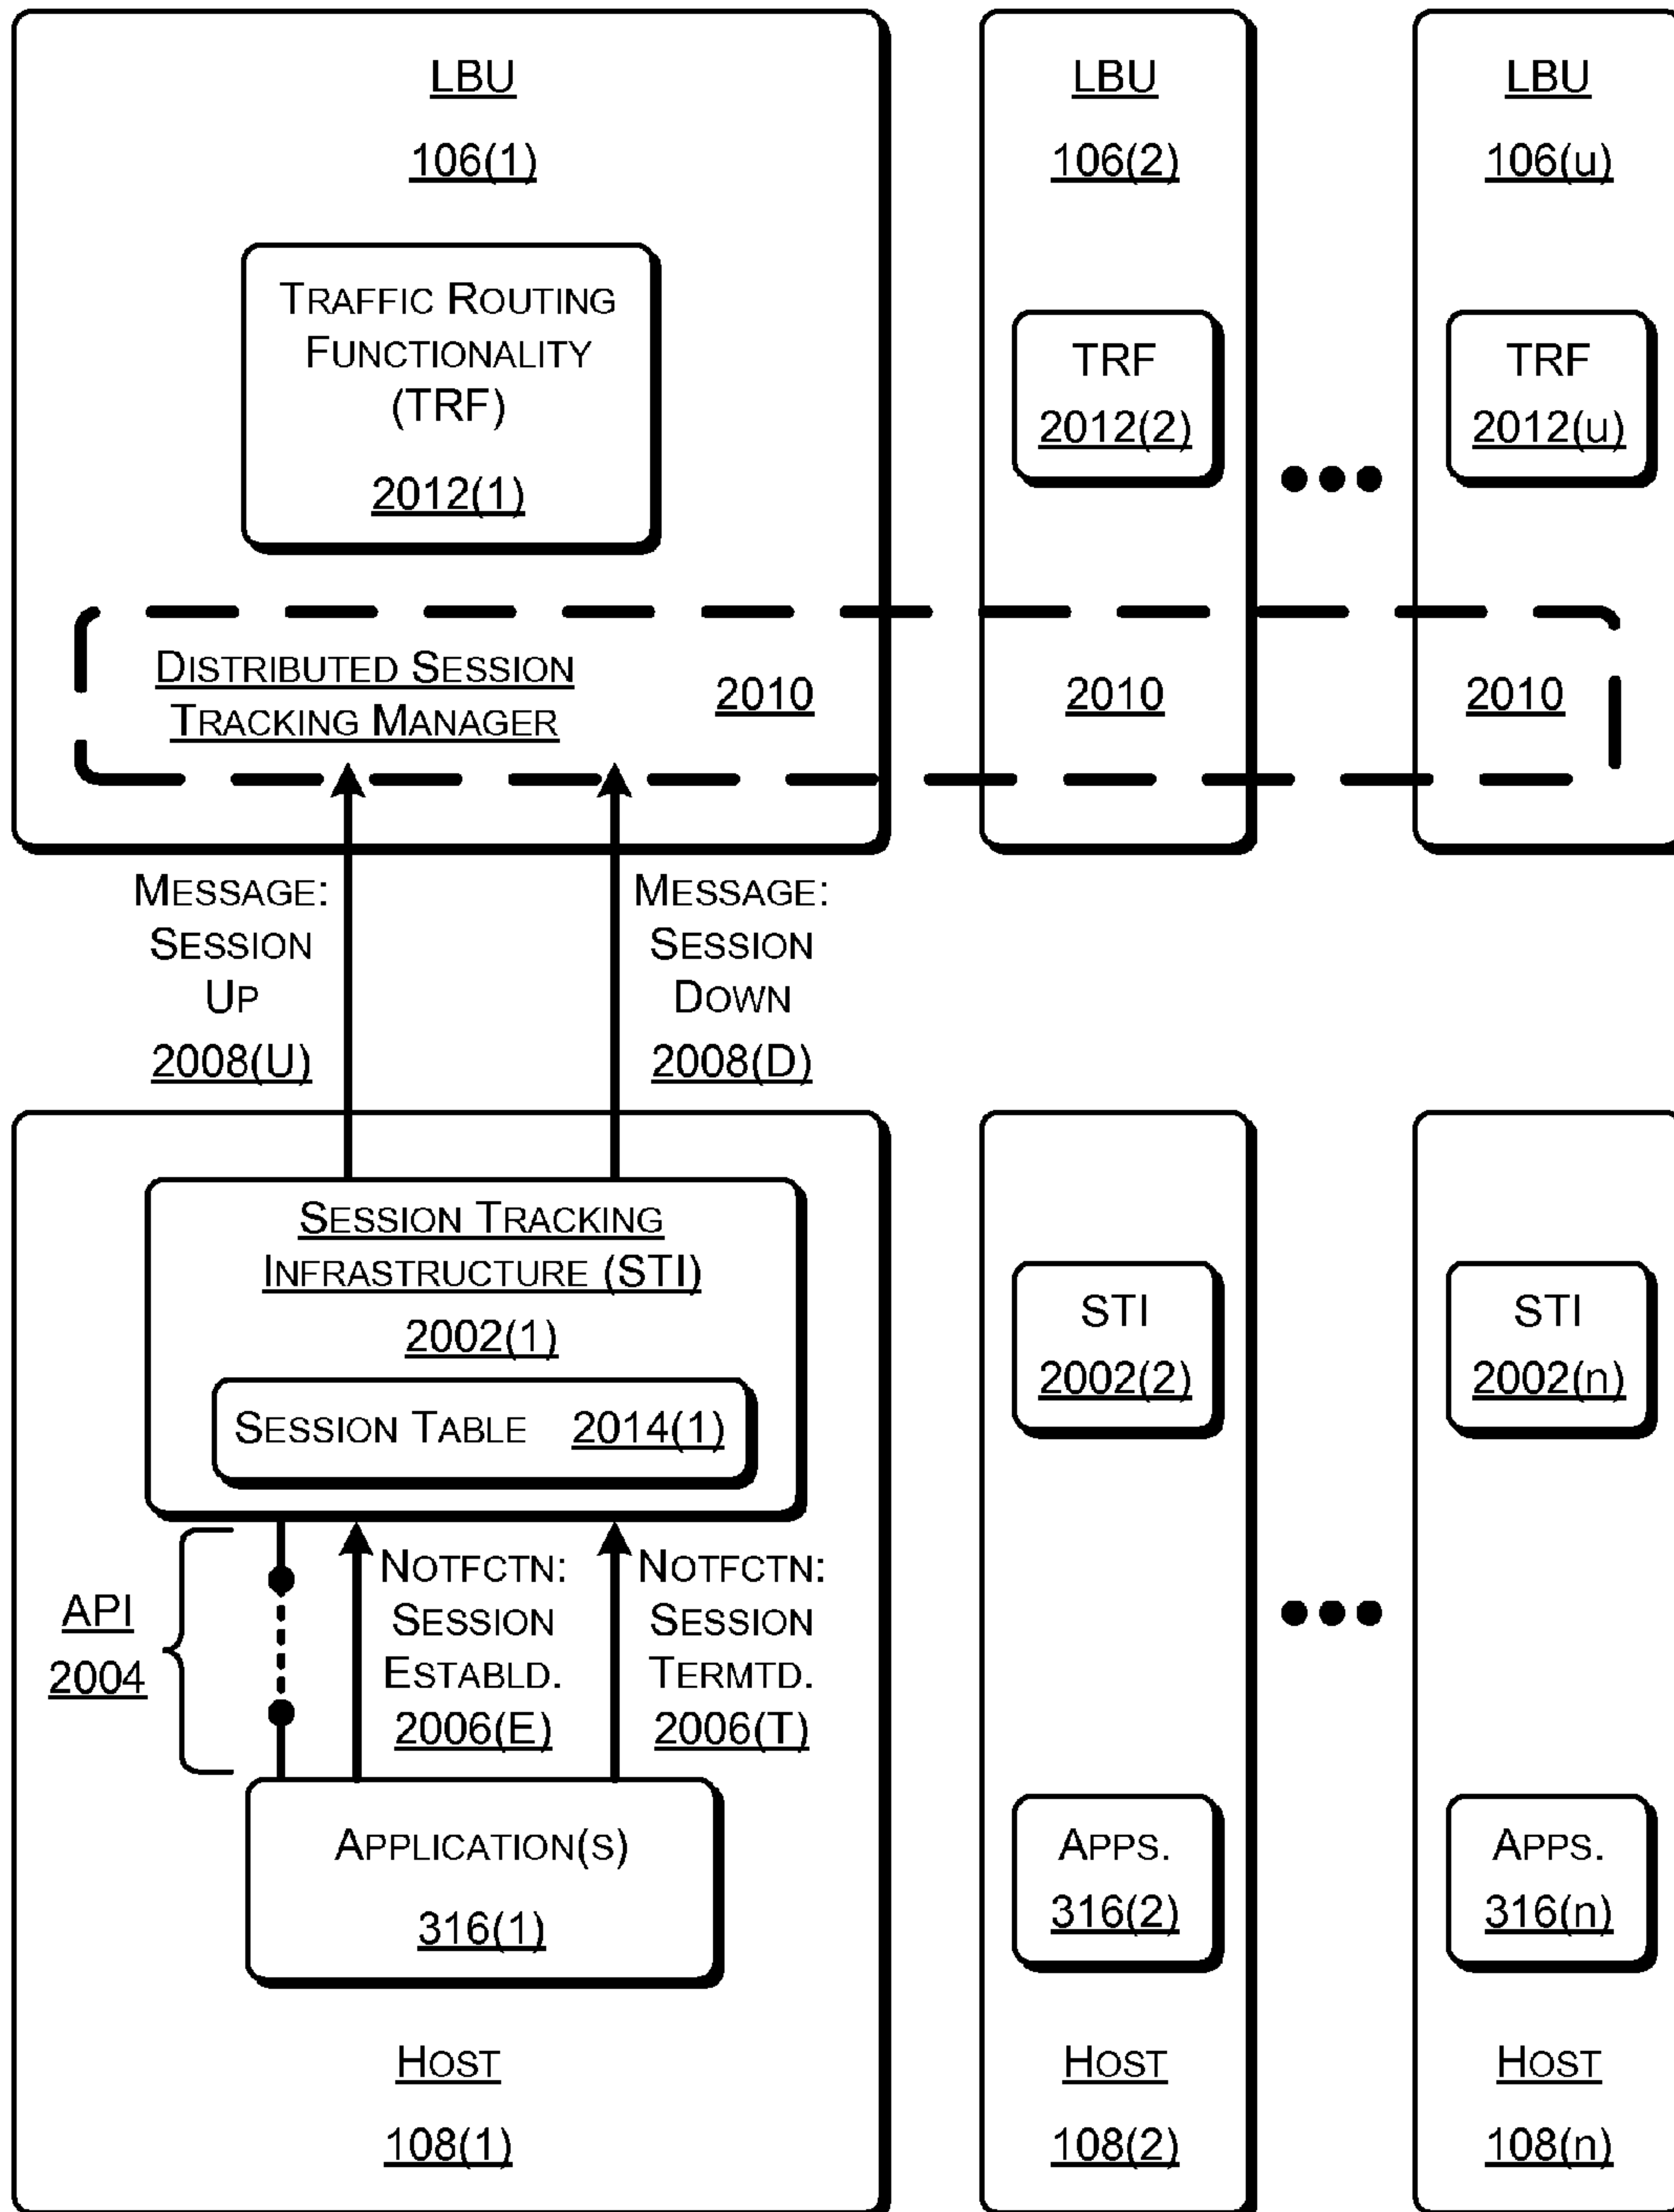 LBU
106(1)
TRAFFIC ROUTING
FUNCTIONALITY
(TRF)
2012(1)
LBU
106(2)
TRF
2012(2)
LBU
106(u)
TRF
2012(u)
DISTRIBUTED SESSION
TRACKING MANAGER
2010
2010
2010
MESSAGE:
SESSION
UP
2008(U)
MESSAGE:
SESSION
DOWN
2008(D)
SESSION TRACKING
INFRASTRUCTURE (STI)
2002(1)
SESSION TABLE 2014(1)
API
2004
NOTFCTN:
SESSION
ESTABLD.
2006(E)
NOTFCTN:
SESSION
TERMTD.
2006(T)
APPLICATION(S)
316(1)
HOST
108(1)
STI
2002(2)
APPS.
316(2)
HOST
108(2)
STI
2002(n)
APPS.
316(n)
HOST
108(n)